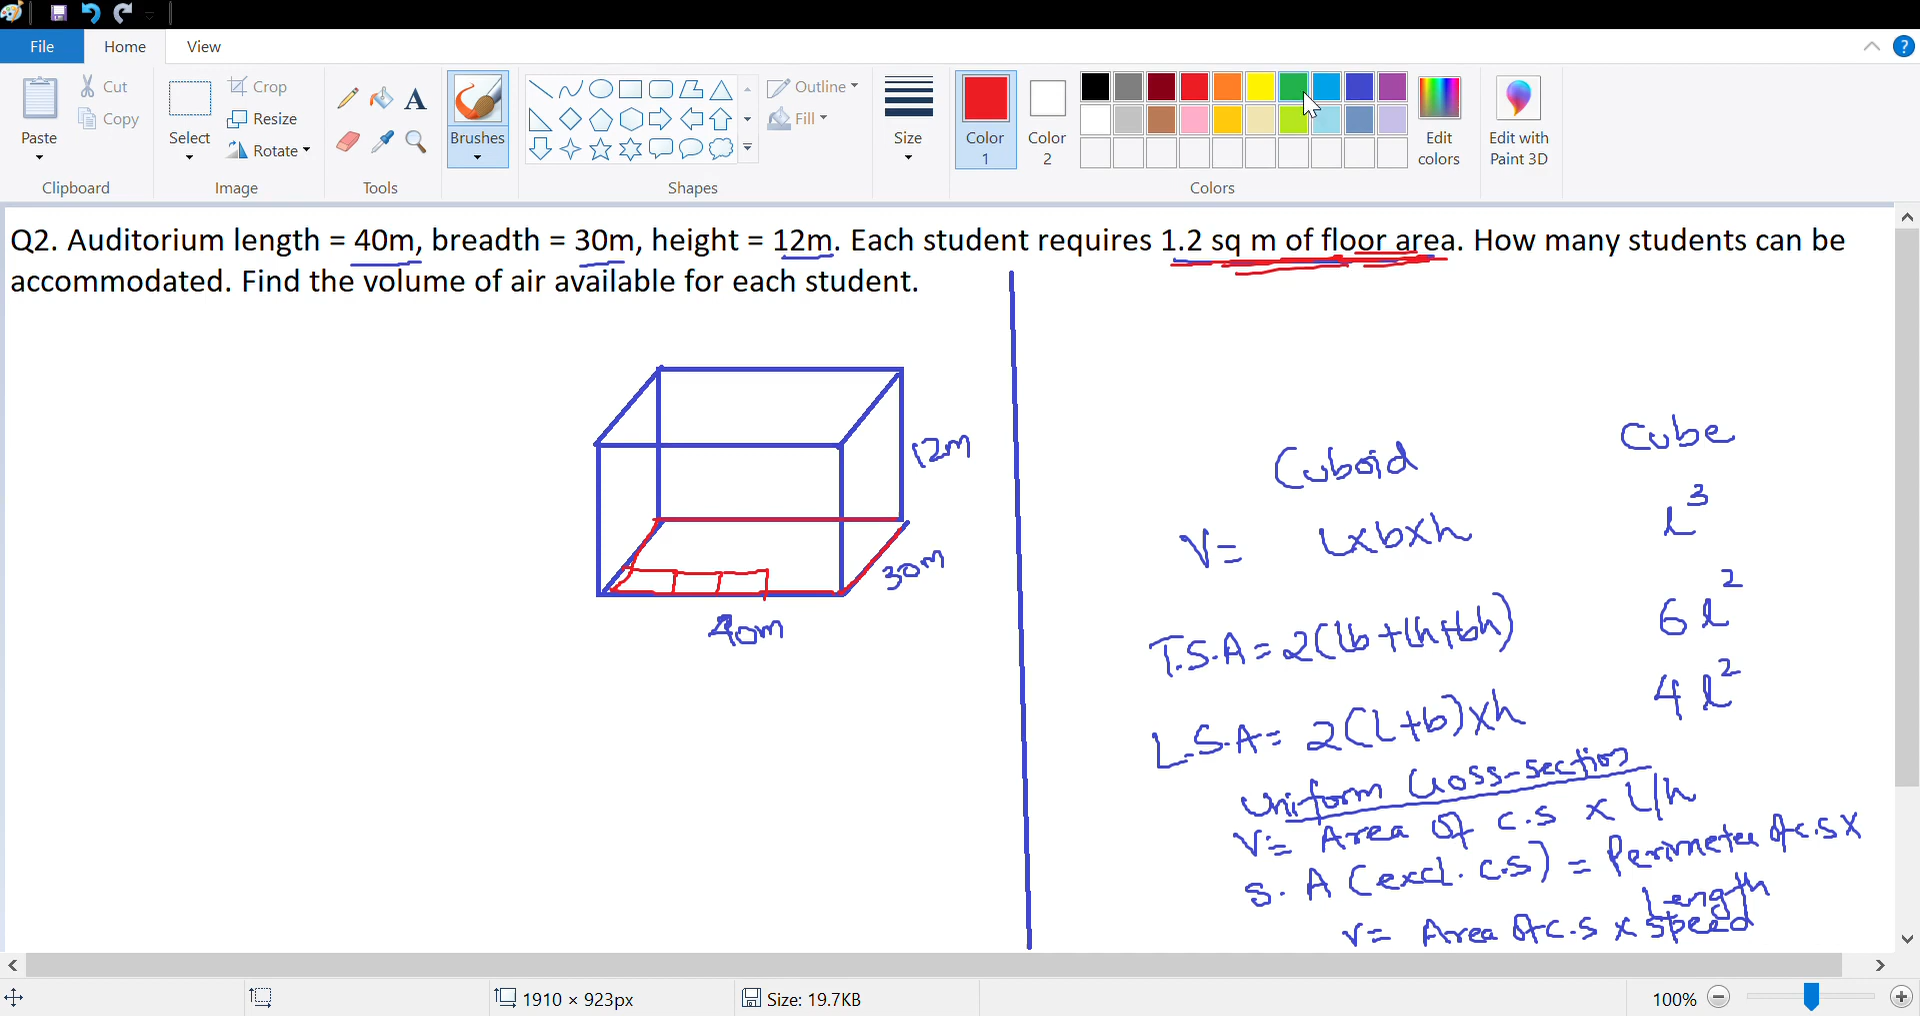 File Home View
Paste
Cut
Copy
Clipboard
Select
Crop
Resize
Rotate
Image
A
Tools
Brushes
Shapes
Outline
Fill
Size
Color 1
Color 2
Edit colors
Edit with Paint 3D
Colors
?
Q2. Auditorium length = 40m, breadth = 30m, height = 12m. Each student requires 1.2 sq m of floor area. How many students can be
accommodated. Find the volume of air available for each student.
12m
30m
40m
Cuboid Cube
V= l×b×h l³
T.S.A = 2(lb+lh+bh) 6l²
L.S.A = 2(l+b)×h 4l²
Uniform Cross-section
V= Area of c.s × l/h
S.A (excl. c.s) = Perimeter of c.s ×
Length
V= Area of c.s × speed
1910 × 923px
Size: 19.7KB
100%